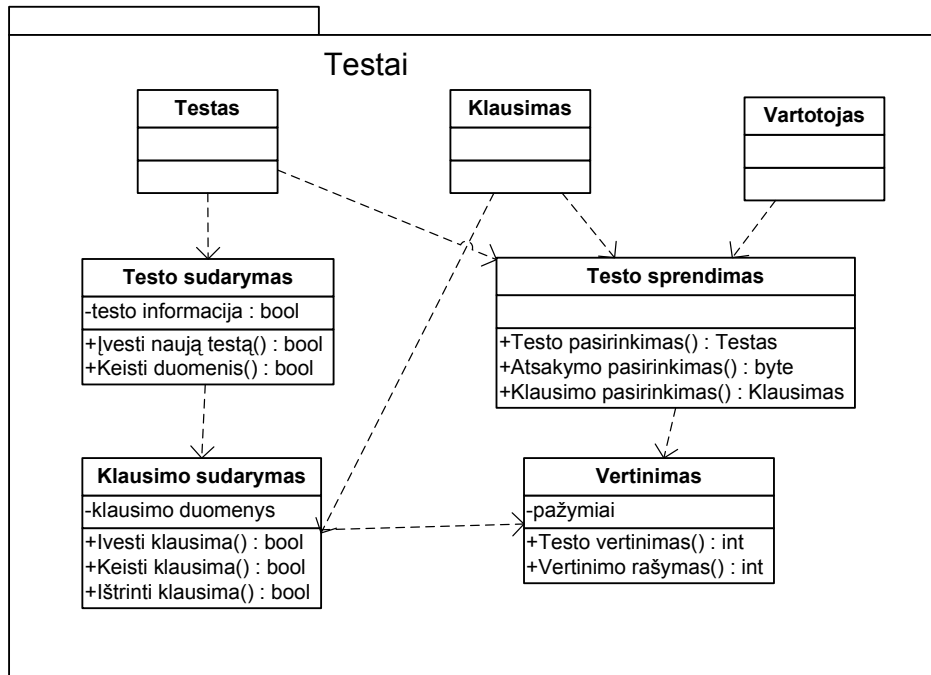 Testai
Testas
Klausimas
Vartotojas
Testo sudarymas
-testo informacija : bool
+Įvesti naują testą() : bool
+Keisti duomenis() : bool
Testo sprendimas
+Testo pasirinkimas() : Testas
+Atsakymo pasirinkimas() : byte
+Klausimo pasirinkimas() : Klausimas
Klausimo sudarymas
-klausimo duomenys
+Ivesti klausima() : bool
+Keisti klausima() : bool
+Ištrinti klausima() : bool
Vertinimas
-pažymiai
+Testo vertinimas() : int
+Vertinimo rašymas() : int